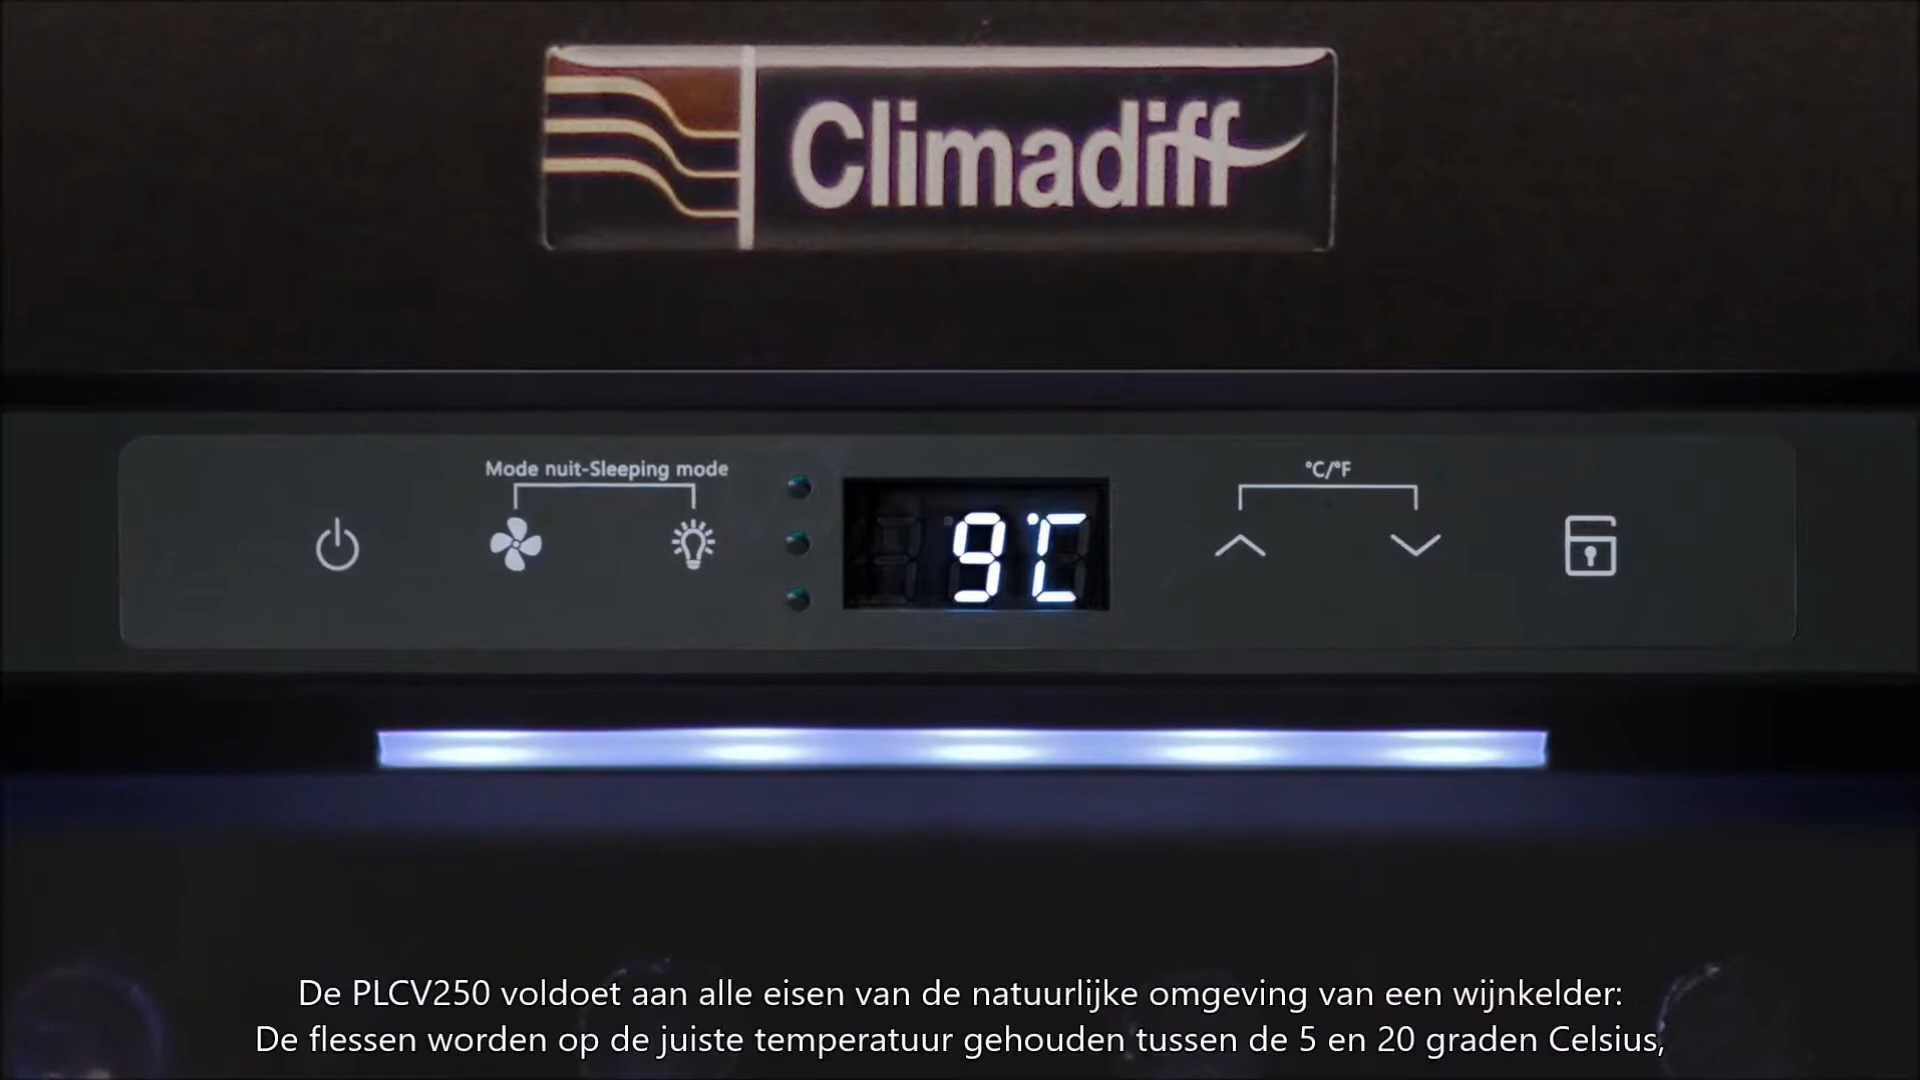 Climadiff
Mode nuit-Sleeping mode
9°C
°C/°F
De PLCV250 voldoet aan alle eisen van de natuurlijke omgeving van een wijnkelder:
De flessen worden op de juiste temperatuur gehouden tussen de 5 en 20 graden Celsius,